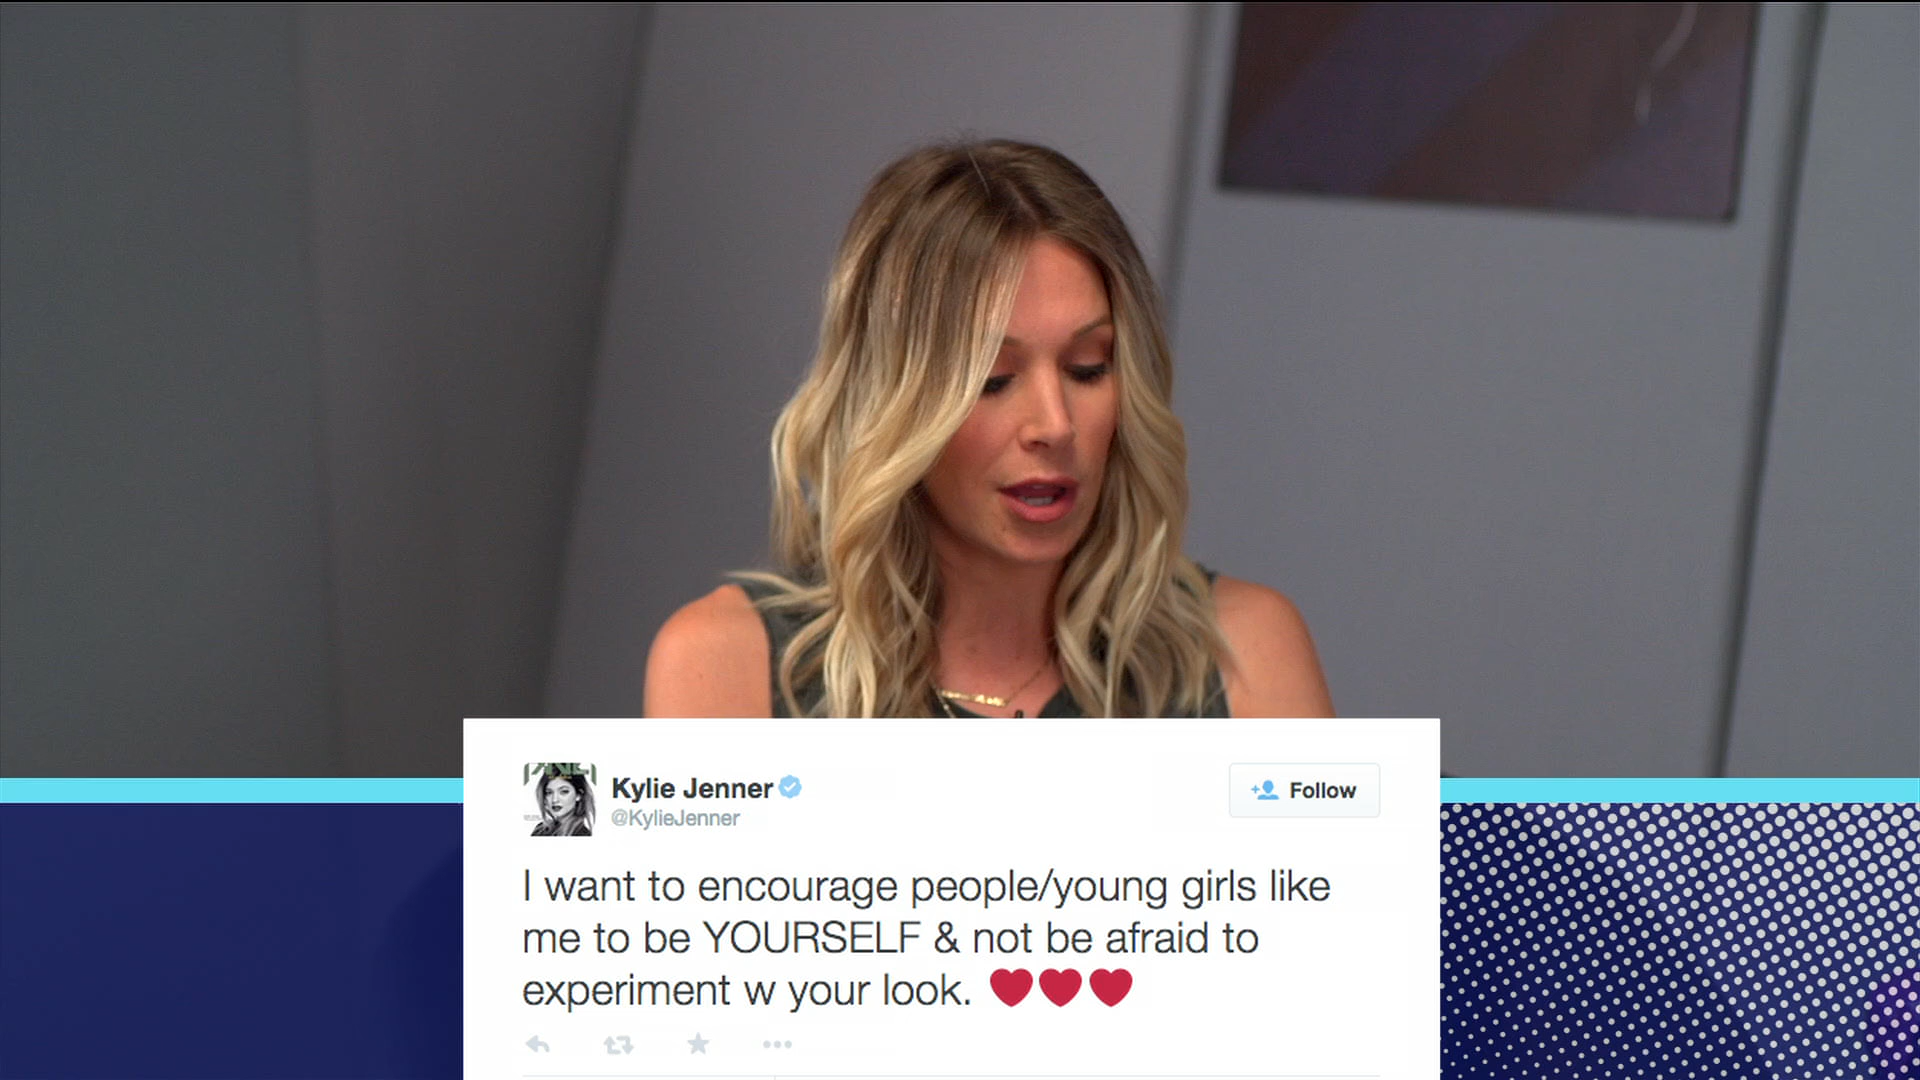 Kylie Jenner
@KylieJenner
Follow
I want to encourage people/young girls like
me to be YOURSELF & not be afraid to
experiment w your look. ❤❤❤